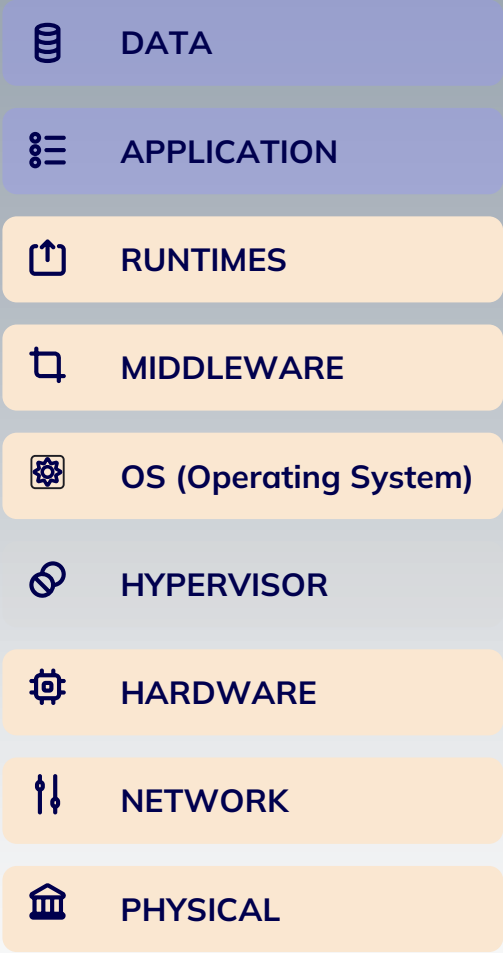 DATA
APPLICATION
RUNTIMES
MIDDLEWARE
OS (Operating System)
HYPERVISOR
HARDWARE
NETWORK
PHYSICAL